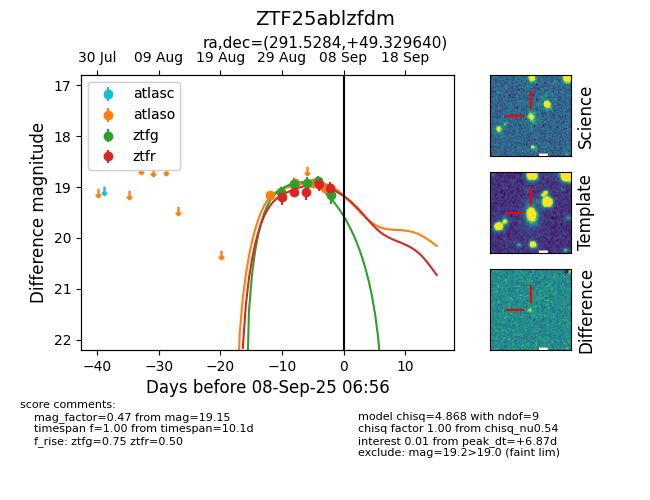 ZTF25ablzfdm
ra,dec=(291.5284,+49.329640)
30 Jul 09 Aug 19 Aug 29 Aug 08 Sep 18 Sep
17
18
19
20
21
22
Difference magnitude
atlasc
atlaso
ztfg
ztfr
−40 −30 −20 −10 0 10
Days before 08-Sep-25 06:56
Science
Template
Difference
score comments:
mag_factor=0.47 from mag=19.15
timespan f=1.00 from timespan=10.1d
f_rise: ztfg=0.75 ztfr=0.50
model chisq=4.868 with ndof=9
chisq factor 1.00 from chisq_nu0.54
interest 0.01 from peak_dt=+6.87d
exclude: mag=19.2>19.0 (faint lim)